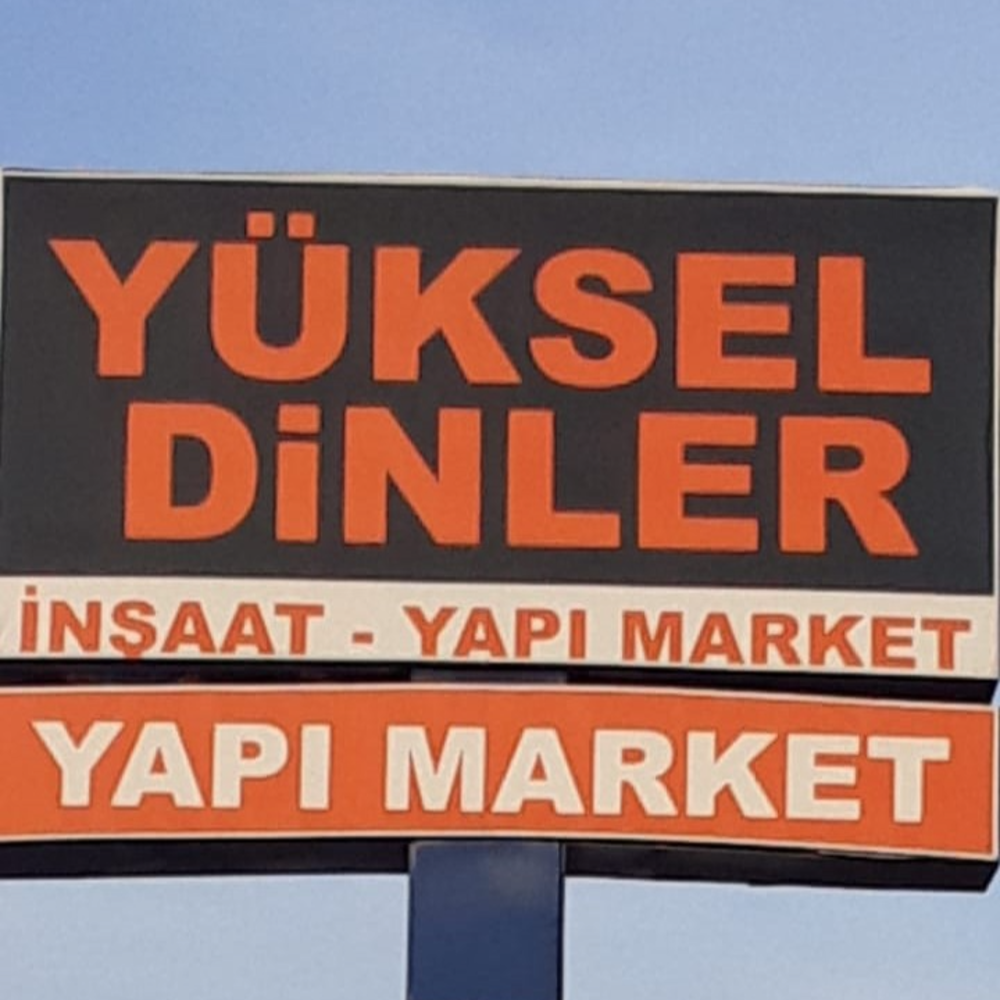 YÜKSEL
DiNLER
İNŞAAT - YAPI MARKET
YAPI MARKET